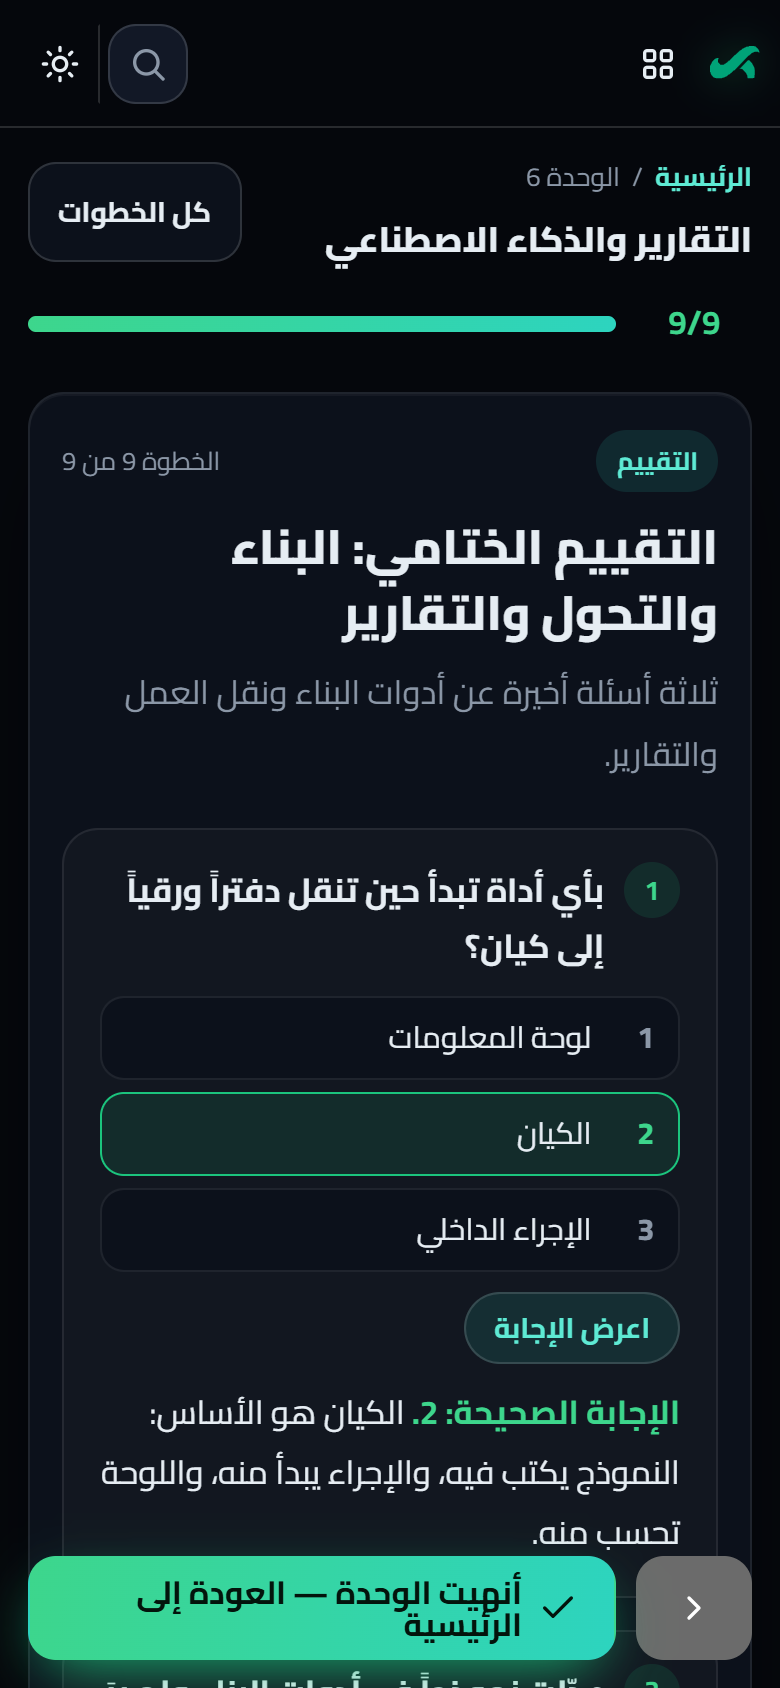 الرئيسية / الوحدة 6
التقارير والذكاء الاصطناعي
كل الخطوات
9/9
التقييم
الخطوة 9 من 9
التقييم الختامي: البناء
والتحول والتقارير
ثلاثة أسئلة أخيرة عن أدوات البناء ونقل العمل
والتقارير.
1 بأي أداة تبدأ حين تنقل دفتراً ورقياً
إلى كيان؟
1 لوحة المعلومات
2 الكيان
3 الإجراء الداخلي
اعرض الإجابة
الإجابة الصحيحة: 2. الكيان هو الأساس:
النموذج يكتب فيه، والإجراء يبدأ منه، واللوحة
تحسب منه.
أنهيت الوحدة — العودة إلى
الرئيسية